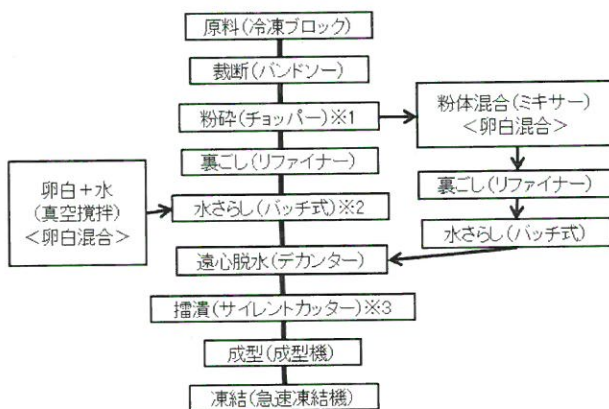 原料(冷凍ブロック)
裁断(バンドソー)
粉砕(チョッパー)※1
裏ごし(リファイナー)
水さらし(バッチ式)※2
遠心脱水(デカンター)
擂潰(サイレントカッター)※3
成型(成型機)
凍結(急速凍結機)
卵白+水
(真空撹拌)
<卵白混合>
粉体混合(ミキサー)
<卵白混合>
裏ごし(リファイナー)
水さらし(バッチ式)